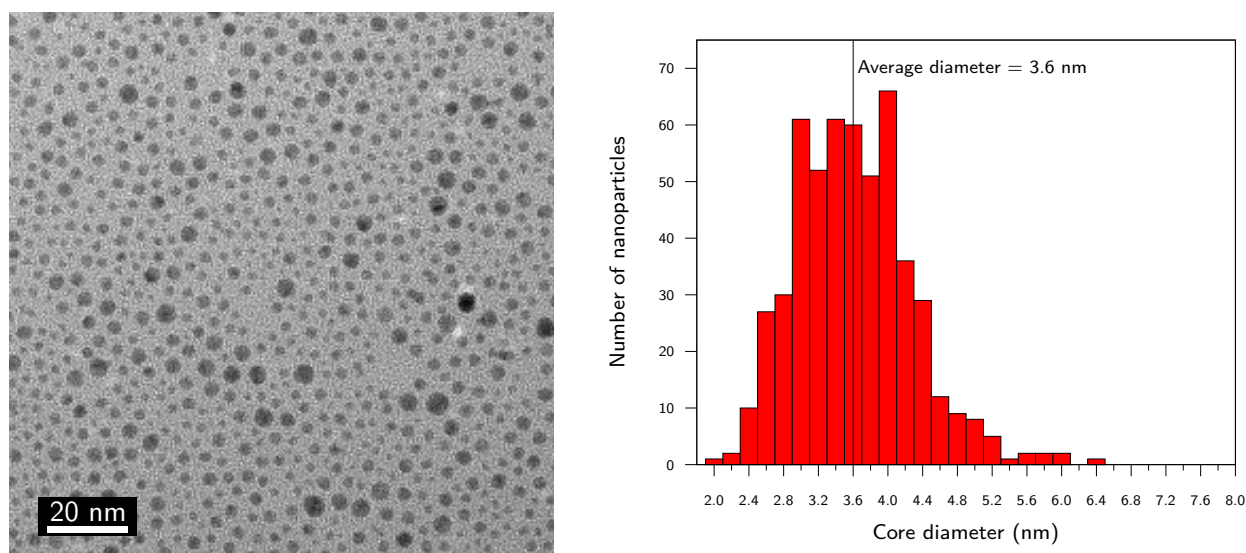 20 nm
Average diameter = 3.6 nm
Number of nanoparticles
70
60
50
40
30
20
10
0
2.0 2.4 2.8 3.2 3.6 4.0 4.4 4.8 5.2 5.6 6.0 6.4 6.8 7.2 7.6 8.0
Core diameter (nm)